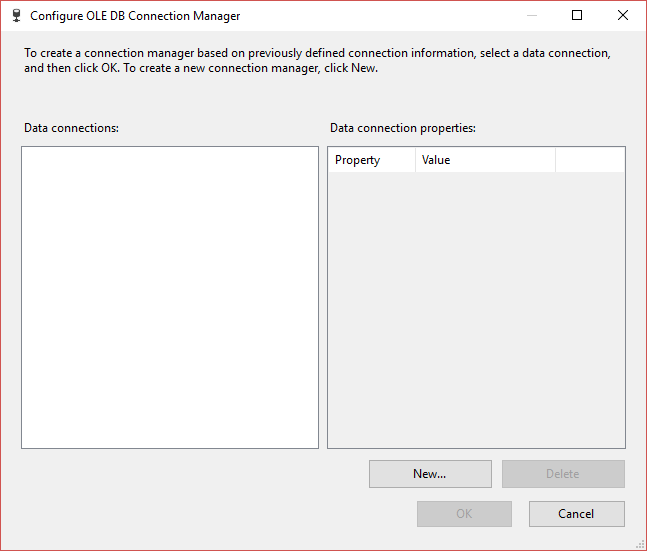 Configure OLE DB Connection Manager
To create a connection manager based on previously defined connection information, select a data connection,
and then click OK. To create a new connection manager, click New.
Data connections:
Data connection properties:
Property Value
New... Delete
OK Cancel